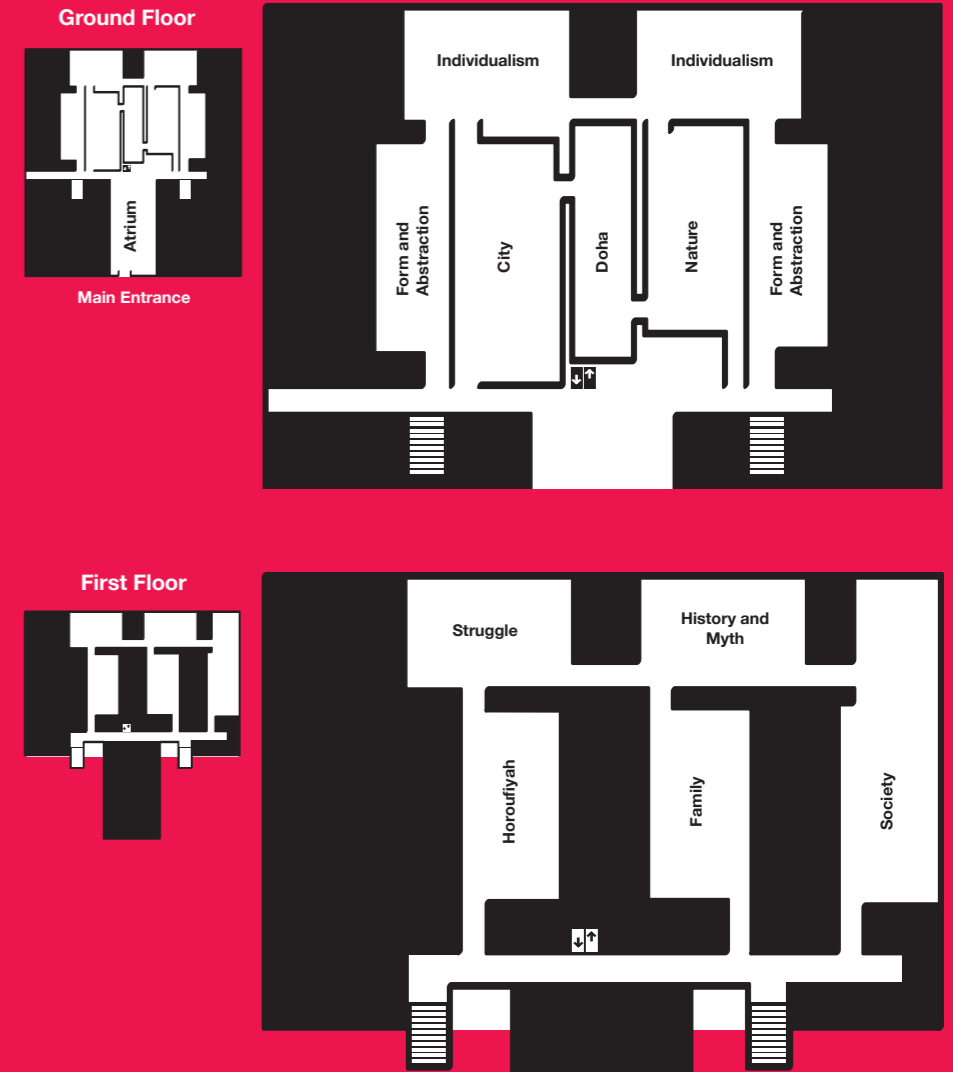 Ground Floor
Atrium
Main Entrance
Individualism
Individualism
Form and
Abstraction
City
Doha
Nature
Form and
Abstraction
First Floor
Struggle
History and
Myth
Horoufiyah
Family
Society